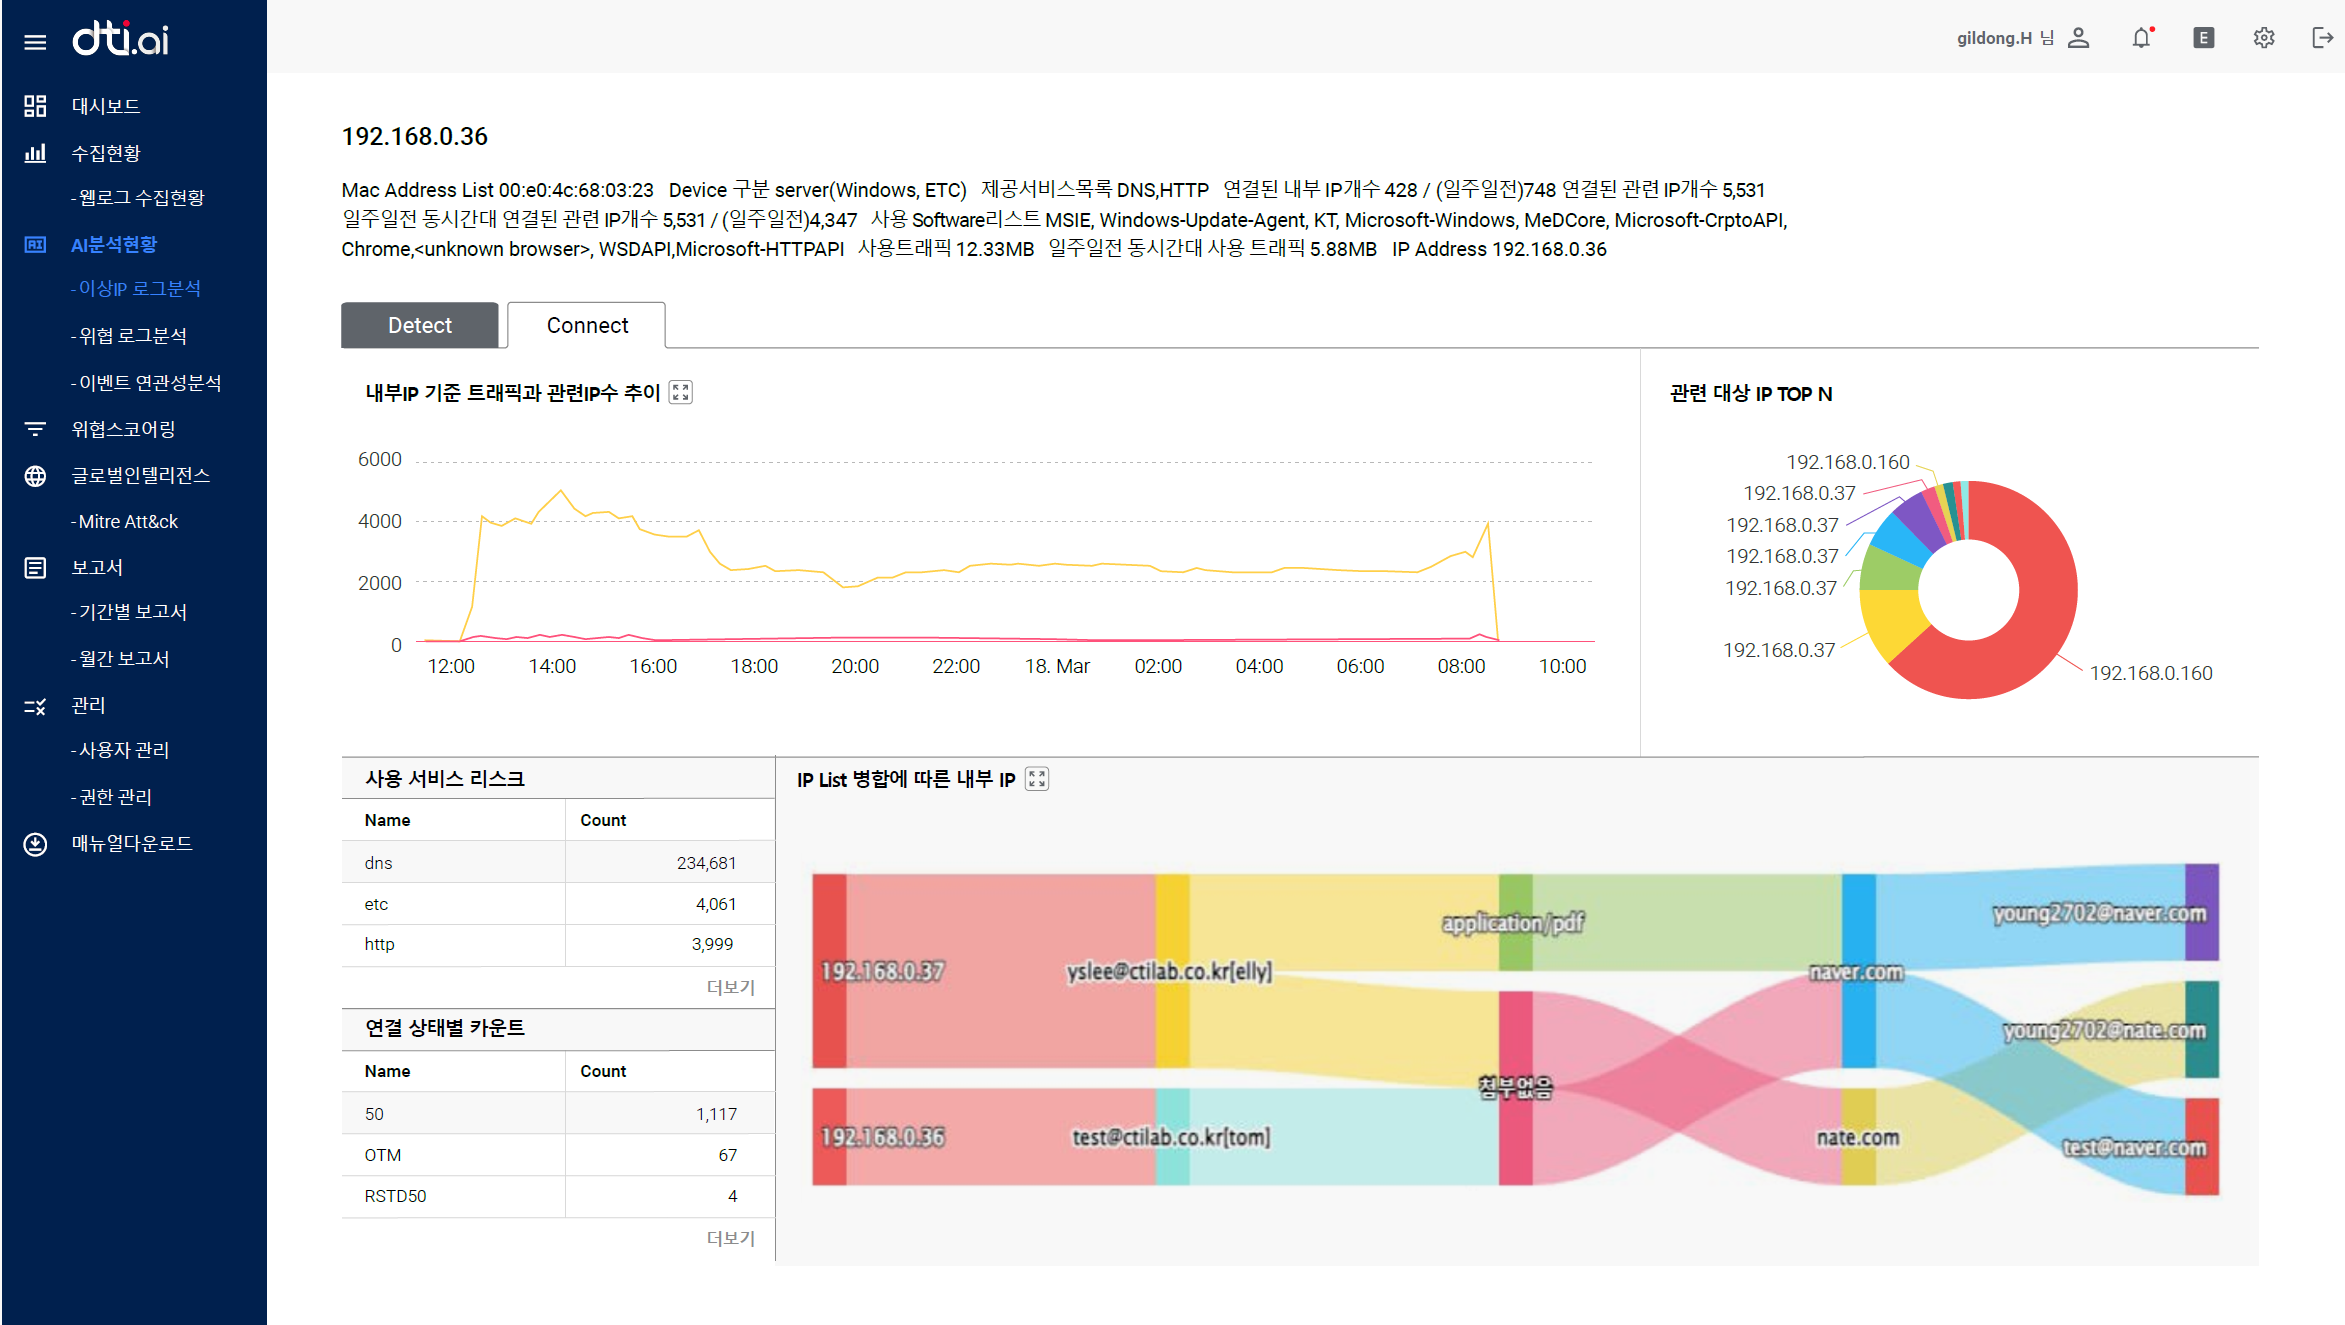 dti.ai
gildong.H 님
E
대시보드
수집현황
-웹로그 수집현황
AI분석현황
-이상IP 로그분석
-위협 로그분석
-이벤트 연관성분석
위협스코어링
글로벌인텔리전스
-Mitre Att&ck
보고서
-기간별 보고서
-월간 보고서
관리
-사용자 관리
-권한 관리
매뉴얼다운로드
192.168.0.36
Mac Address List 00:e0:4c:68:03:23 Device 구분 server(Windows, ETC) 제공서비스목록 DNS,HTTP 연결된 내부 IP개수 428 / (일주일전)748 연결된 관련 IP개수 5,531
일주일전 동시간대 연결된 관련 IP개수 5,531 / (일주일전)4,347 사용 Software리스트 MSIE, Windows-Update-Agent, KT, Microsoft-Windows, MeDCore, Microsoft-CrptoAPI,
Chrome,<unknown browser>, WSDAPI,Microsoft-HTTPAPI 사용트래픽 12.33MB 일주일전 동시간대 사용 트래픽 5.88MB IP Address 192.168.0.36
Detect
Connect
내부IP 기준 트래픽과 관련IP수 추이
6000
4000
2000
0
12:00 14:00 16:00 18:00 20:00 22:00 18. Mar 02:00 04:00 06:00 08:00 10:00
관련 대상 IP TOP N
192.168.0.160
192.168.0.37
192.168.0.37
192.168.0.37
192.168.0.37
192.168.0.37
192.168.0.160
사용 서비스 리스크
Name Count
dns 234,681
etc 4,061
http 3,999
더보기
연결 상태별 카운트
Name Count
50 1,117
OTM 67
RSTD50 4
더보기
IP List 병합에 따른 내부 IP
application/pdf
young2702@naver.com
192.168.0.37
yslee@ctilab.co.kr[elly]
naver.com
young2702@nate.com
첨부없음
192.168.0.36
test@ctilab.co.kr[tom]
nate.com
test@naver.com